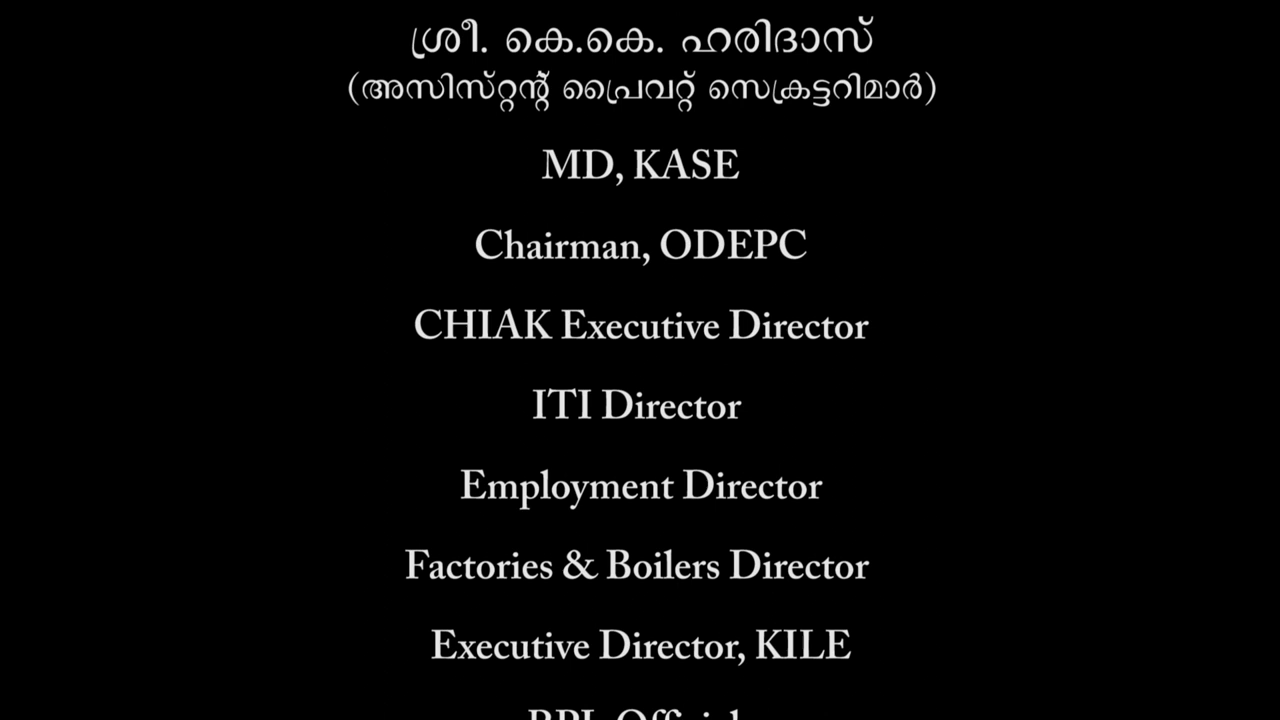 ശ്രീ. കെ.കെ. ഹരിദാസ്
(അസിസ്റ്റന്റ് പ്രൈവറ്റ് സെക്രട്ടറിമാർ)
MD, KASE
Chairman, ODEPC
CHIAK Executive Director
ITI Director
Employment Director
Factories & Boilers Director
Executive Director, KILE